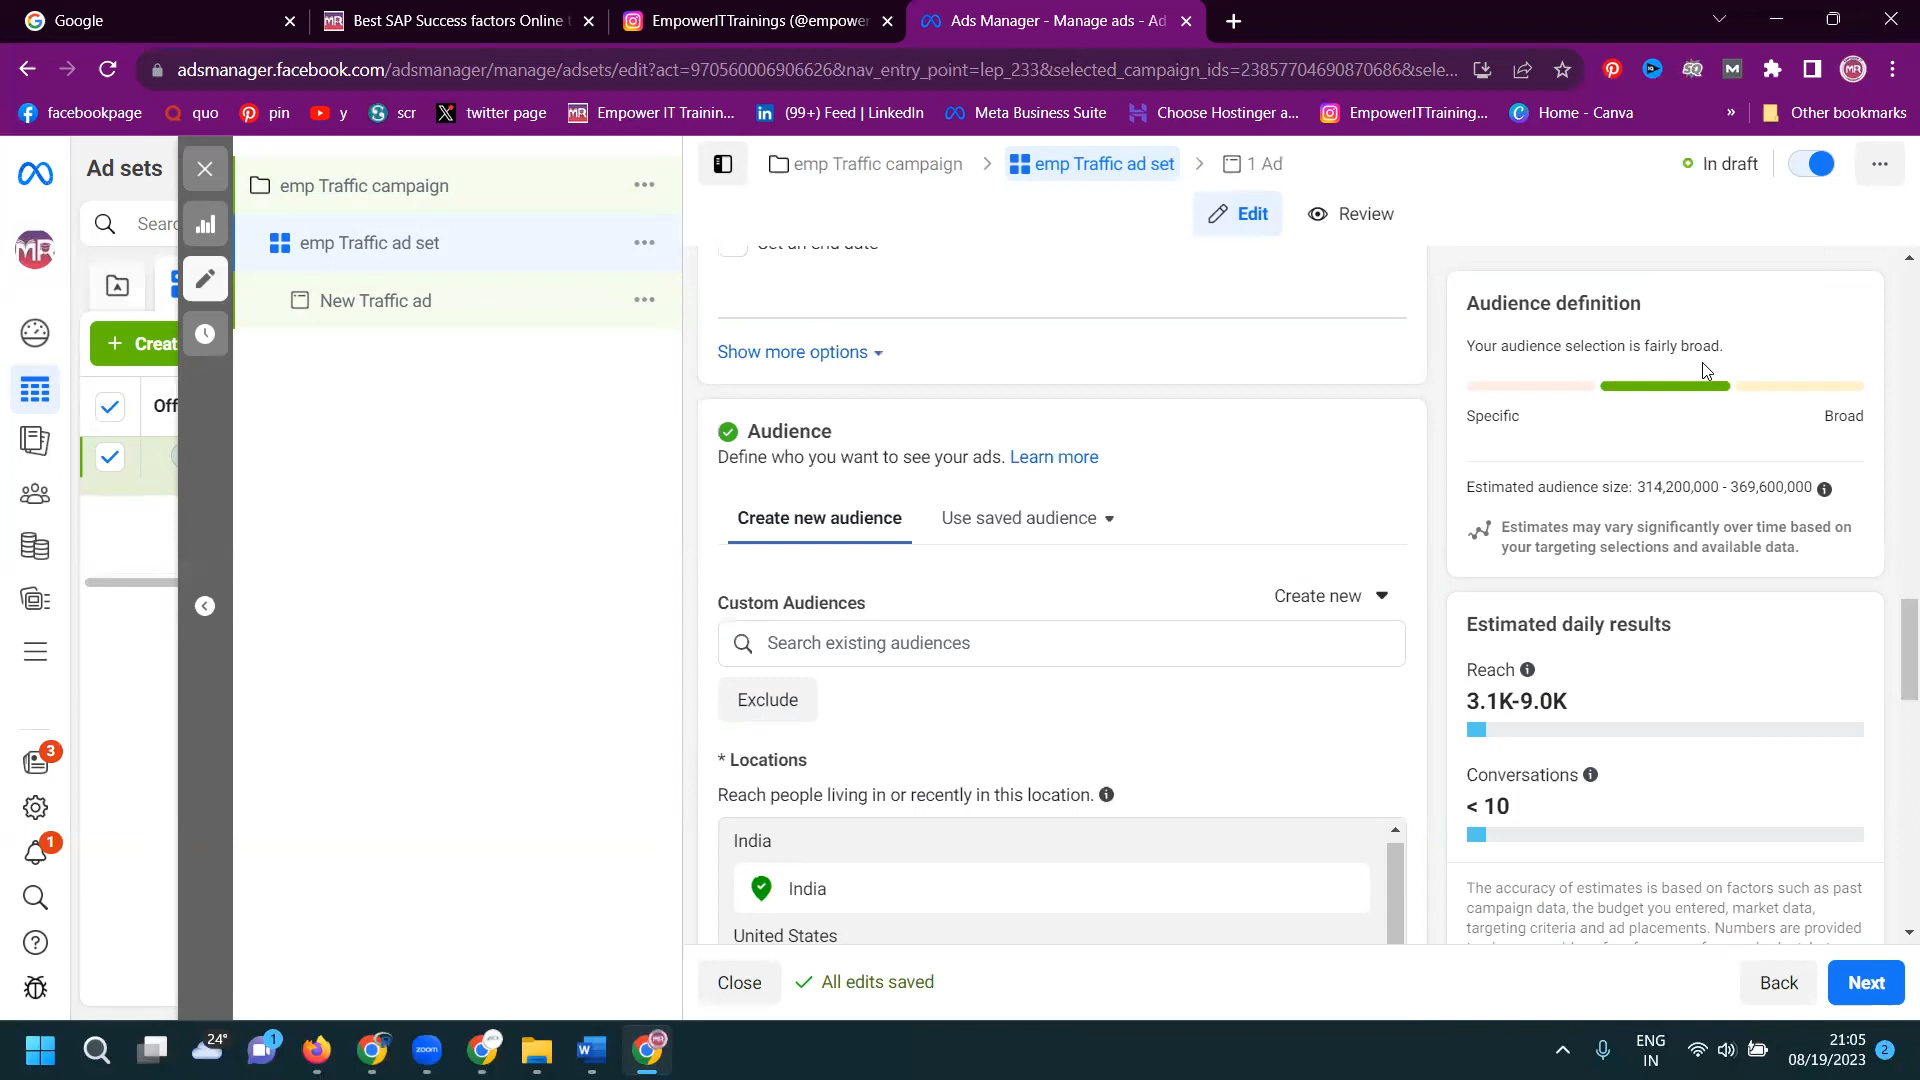 Google
Best SAP Success factors Online
EmpowerITTrainings (@empower
Ads Manager - Manage ads - Ad
adsmanager.facebook.com/adsmanager/manage/adsets/edit?act=970560006906626&nav_entry_point=lep_233&selected_campaign_ids=23857704690870686&sele...
facebookpage
quo
pin
y
scr
twitter page
Empower IT Trainin...
(99+) Feed | LinkedIn
Meta Business Suite
Choose Hostinger a...
EmpowerITTraining...
Home - Canva
»
Other bookmarks
Ad sets
emp Traffic campaign
emp Traffic campaign
emp Traffic ad set
1 Ad
In draft
Edit
Review
emp Traffic ad set
New Traffic ad
Show more options
Audience definition
Your audience selection is fairly broad.
Specific
Broad
Estimated audience size: 314,200,000 - 369,600,000
Estimates may vary significantly over time based on
your targeting selections and available data.
Audience
Define who you want to see your ads. Learn more
Create new audience
Use saved audience
Custom Audiences
Create new
Search existing audiences
Exclude
* Locations
Reach people living in or recently in this location.
India
India
United States
Estimated daily results
Reach
3.1K-9.0K
Conversations
< 10
The accuracy of estimates is based on factors such as past
campaign data, the budget you entered, market data,
targeting criteria and ad placements. Numbers are provided
Close
All edits saved
Back
Next
3
1
24°
1
zoom
ENG
IN
21:05
08/19/2023
2